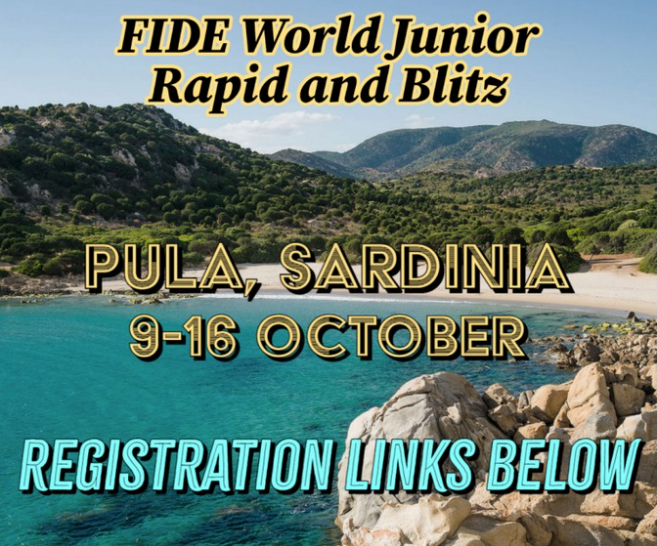 FIDE World Junior
Rapid and Blitz
PULA, SARDINIA
9-16 OCTOBER
REGISTRATION LINKS BELOW